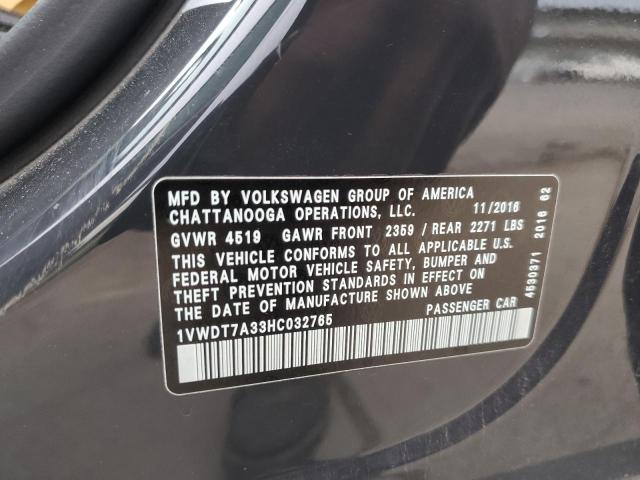 MFD BY VOLKSWAGEN GROUP OF AMERICA
CHATTANOOGA OPERATIONS, LLC. 11/2016
GVWR 4519 GAWR FRONT 2359 / REAR 2271 LBS
THIS VEHICLE CONFORMS TO ALL APPLICABLE U.S.
FEDERAL MOTOR VEHICLE SAFETY, BUMPER AND
THEFT PREVENTION STANDARDS IN EFFECT ON
THE DATE OF MANUFACTURE SHOWN ABOVE
1VWDT7A33HC032765 PASSENGER CAR
4530371 2016 62